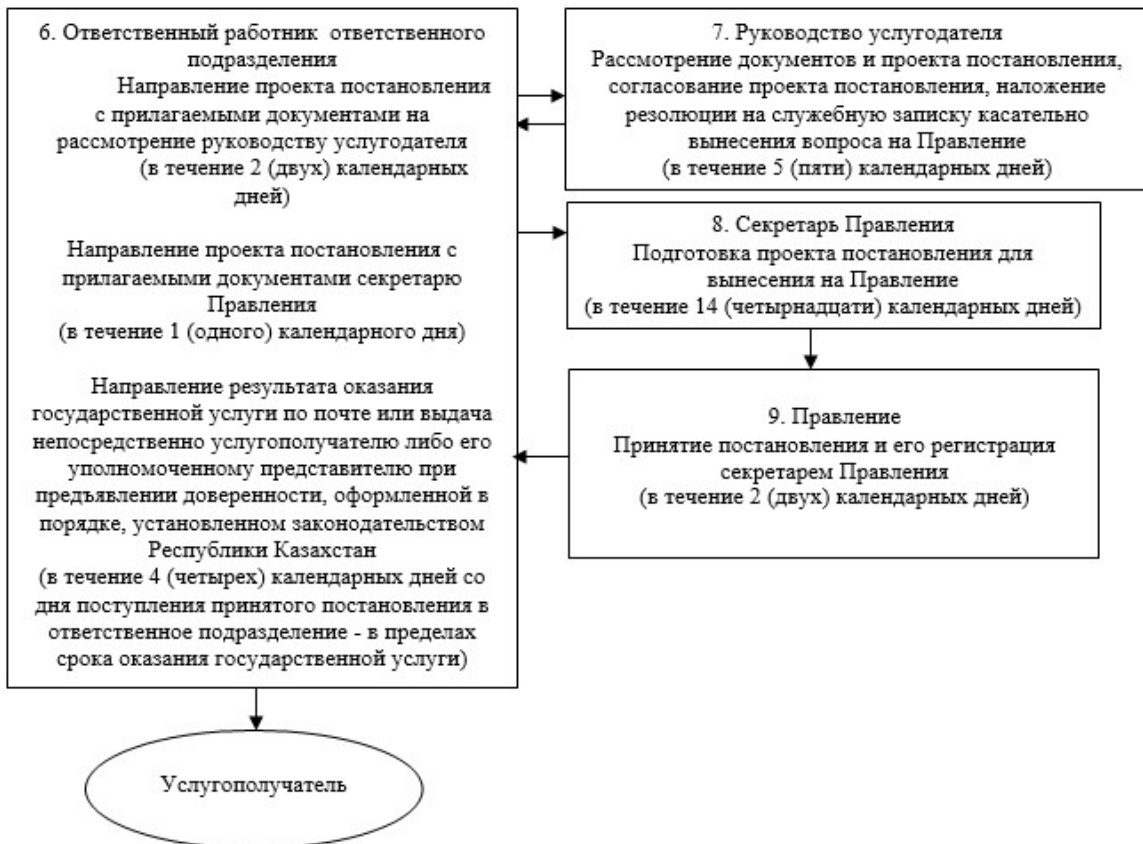 6. Ответственный работник ответственного
подразделения
Направление проекта постановления
с прилагаемыми документами на
рассмотрение руководству услугодателя
(в течение 2 (двух) календарных
дней)
Направление проекта постановления с
прилагаемыми документами секретарю
Правления
(в течение 1 (одного) календарного дня)
Направление результата оказания
государственной услуги по почте или выдача
непосредственно услугополучателю либо его
уполномоченному представителю при
предъявлении доверенности, оформленной в
порядке, установленном законодательством
Республики Казахстан
(в течение 4 (четырех) календарных дней со
дня поступления принятого постановления в
ответственное подразделение - в пределах
срока оказания государственной услуги)
7. Руководство услугодателя
Рассмотрение документов и проекта постановления,
согласование проекта постановления, наложение
резолюции на служебную записку касательно
вынесения вопроса на Правление
(в течение 5 (пяти) календарных дней)
8. Секретарь Правления
Подготовка проекта постановления для
вынесения на Правление
(в течение 14 (четырнадцати) календарных дней)
9. Правление
Принятие постановления и его регистрация
секретарем Правления
(в течение 2 (двух) календарных дней)
Услугополучатель